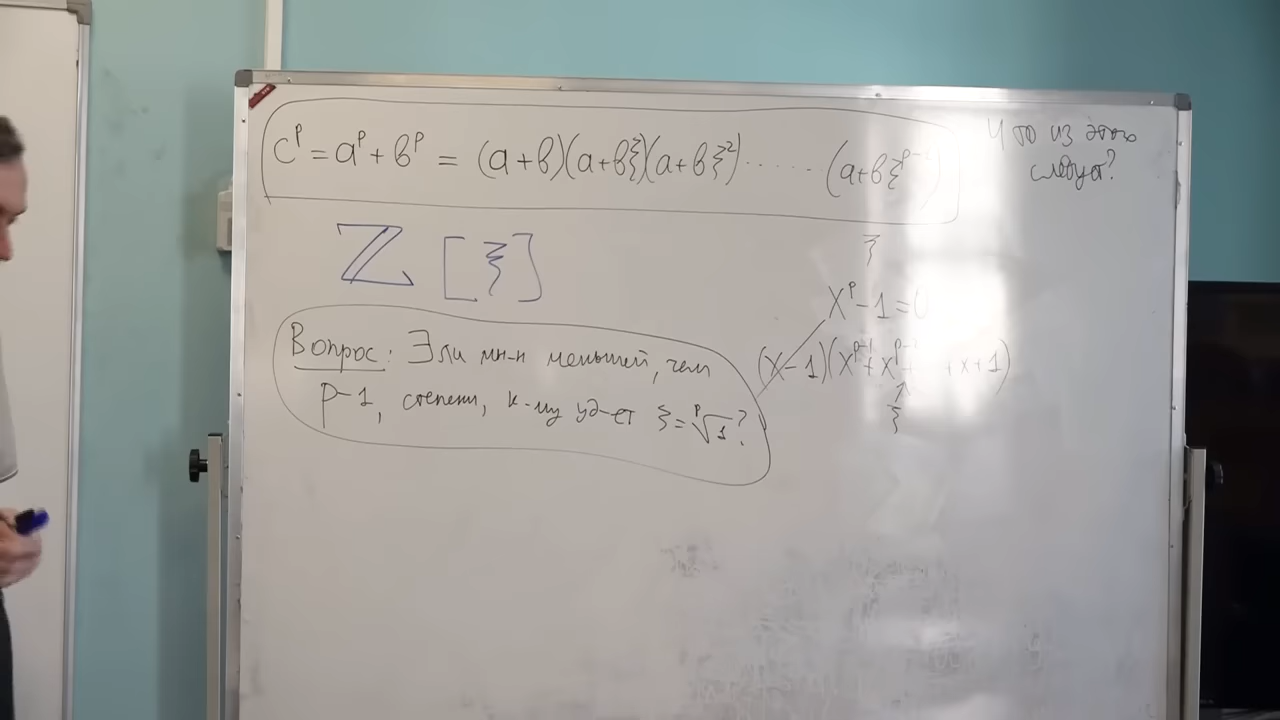 c^p = a^p + b^p = (a+b)(a+bξ)(a+bξ²)······(a+bξ^{p-1})
Что из этого
следует?
ℤ [ξ]
ξ
x^p - 1 = 0
(x-1)(x^{p-1} + x^{p-2} + + x + 1)
ξ
Вопрос: ∃ ли мн-н меньшей, чем
p-1, степени, к-му уд-ет ξ = ᵖ√1?